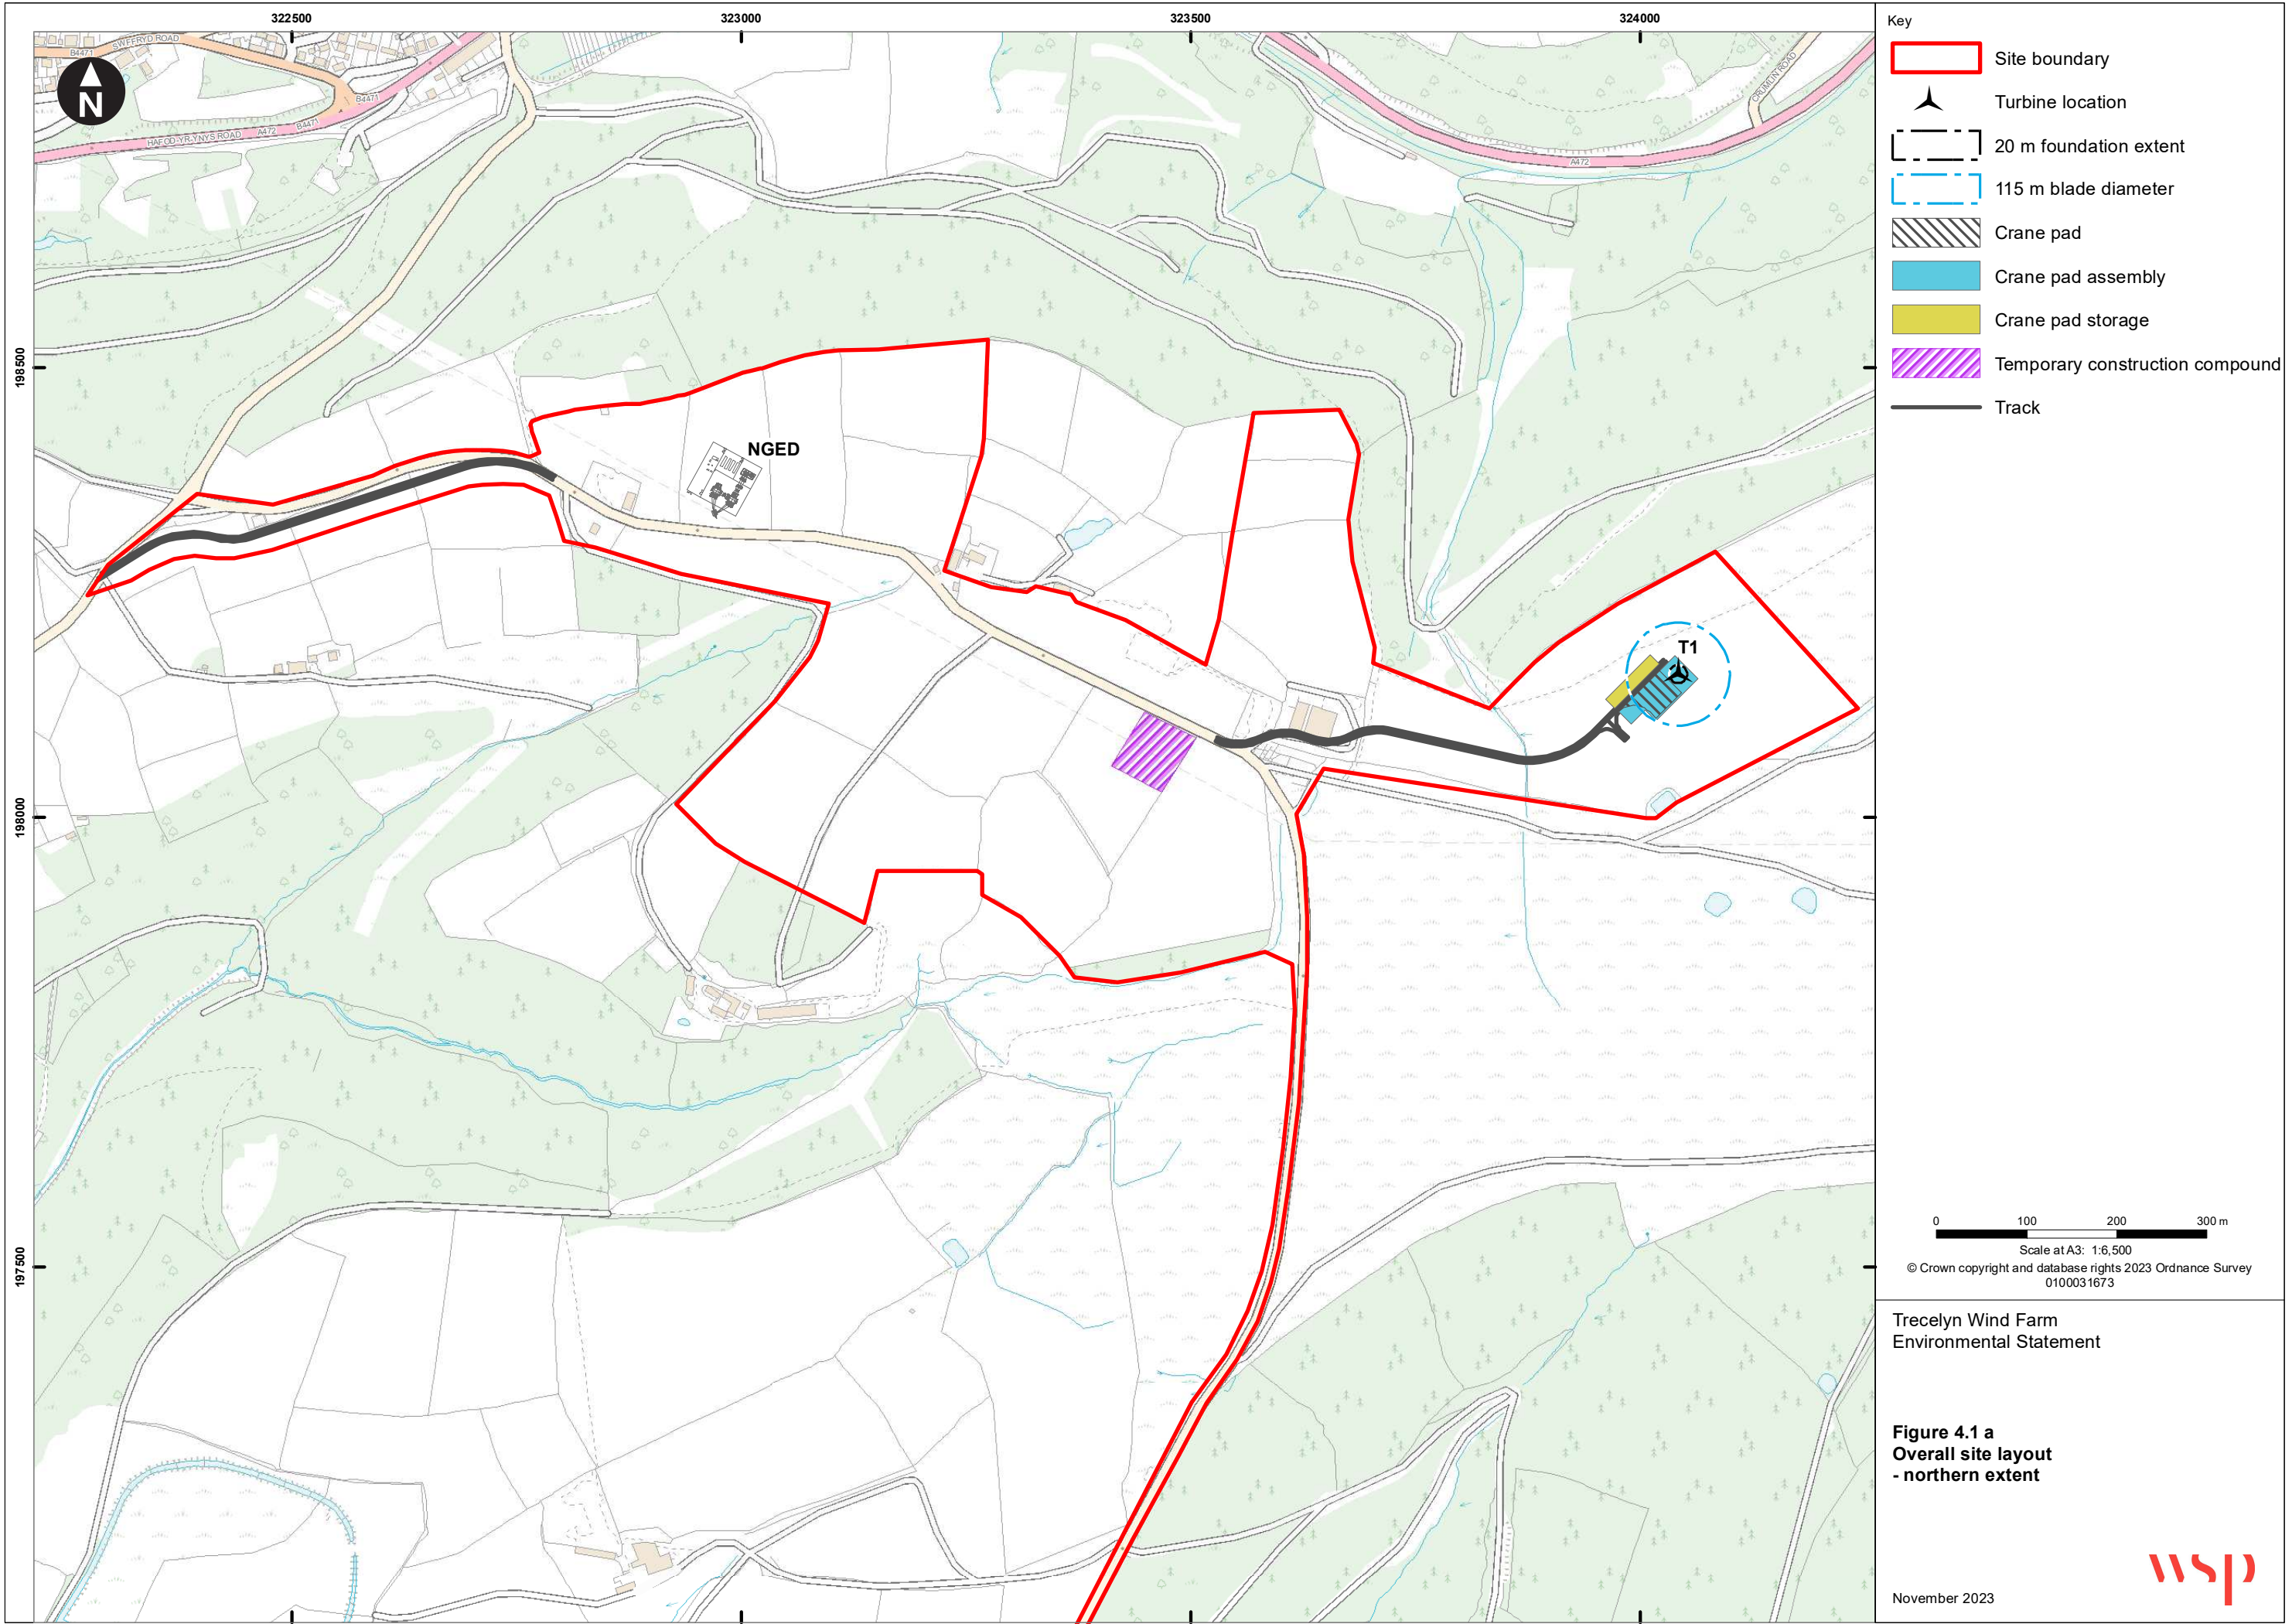 322500
323000
323500
324000
198500
198000
197500
SWFFRYD ROAD
B4471
B4471
B4471
HAFOD-YR-YNYS ROAD
A472
A472
CRUMLIN ROAD
N
NGED
T1
Key
Site boundary
Turbine location
20 m foundation extent
115 m blade diameter
Crane pad
Crane pad assembly
Crane pad storage
Temporary construction compound
Track
0 100 200 300 m
Scale at A3: 1:6,500
© Crown copyright and database rights 2023 Ordnance Survey
0100031673
Trecelyn Wind Farm
Environmental Statement
Figure 4.1 a
Overall site layout
- northern extent
November 2023
wsp